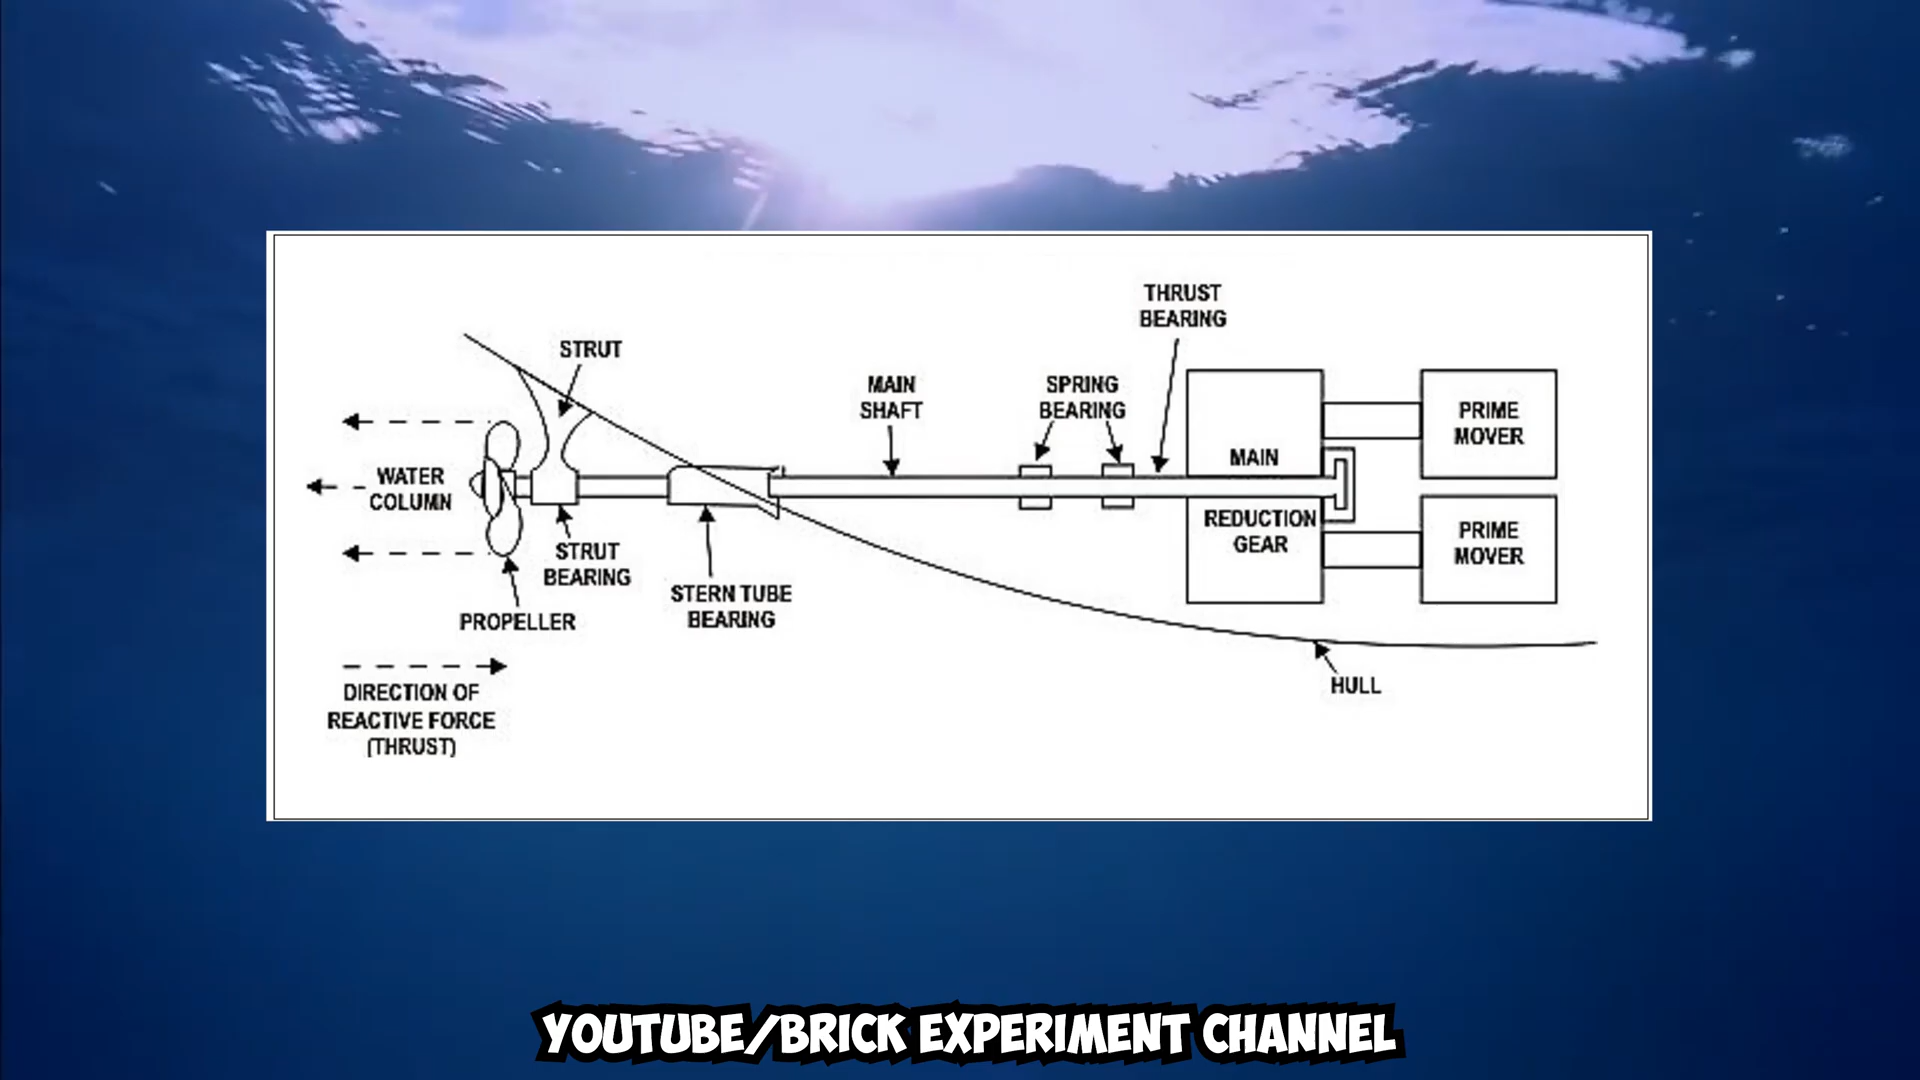 THRUST
BEARING
STRUT
MAIN
SHAFT
SPRING
BEARING
PRIME
MOVER
MAIN
WATER
COLUMN
REDUCTION
GEAR
PRIME
MOVER
STRUT
BEARING
STERN TUBE
BEARING
PROPELLER
HULL
DIRECTION OF
REACTIVE FORCE
(THRUST)
YOUTUBE/BRICK EXPERIMENT CHANNEL